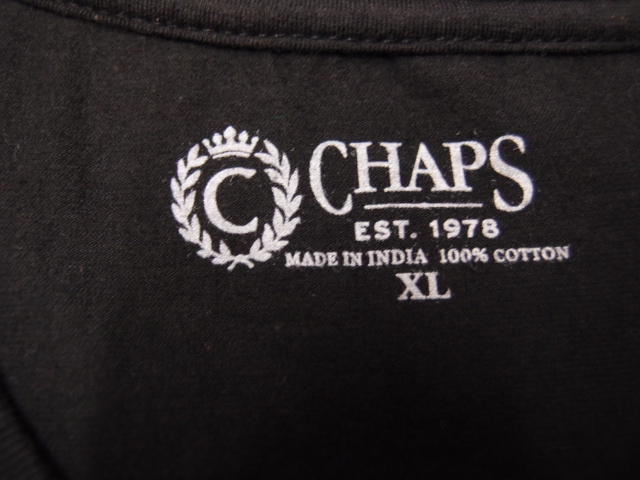 C
CHAPS
EST. 1978
MADE IN INDIA 100% COTTON
XL